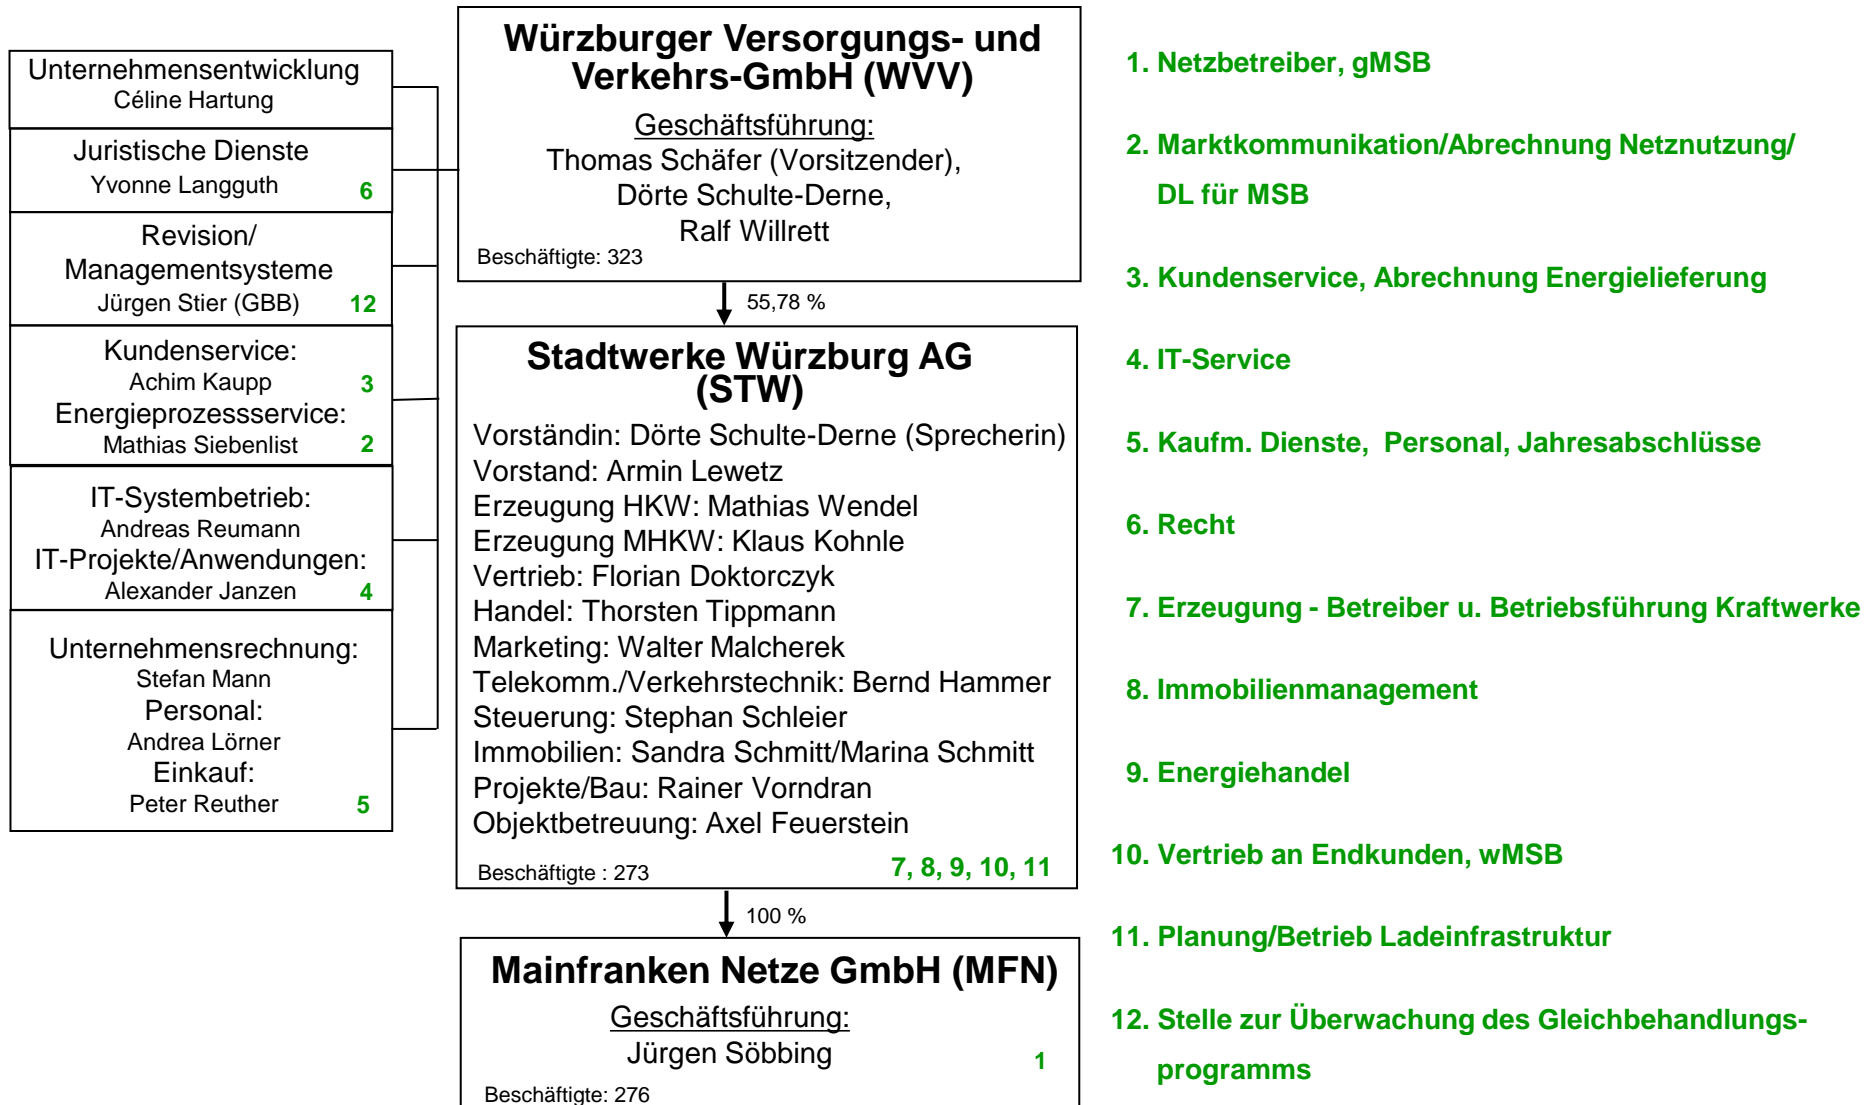 Unternehmensentwicklung
Céline Hartung
Juristische Dienste
Yvonne Langguth 6
Revision/
Managementsysteme
Jürgen Stier (GBB) 12
Kundenservice:
Achim Kaupp 3
Energieprozessservice:
Mathias Siebenlist 2
IT-Systembetrieb:
Andreas Reumann
IT-Projekte/Anwendungen:
Alexander Janzen 4
Unternehmensrechnung:
Stefan Mann
Personal:
Andrea Lörner
Einkauf:
Peter Reuther 5
Würzburger Versorgungs- und
Verkehrs-GmbH (WVV)
Geschäftsführung:
Thomas Schäfer (Vorsitzender),
Dörte Schulte-Derne,
Ralf Willrett
Beschäftigte: 323
55,78 %
Stadtwerke Würzburg AG
(STW)
Vorständin: Dörte Schulte-Derne (Sprecherin)
Vorstand: Armin Lewetz
Erzeugung HKW: Mathias Wendel
Erzeugung MHKW: Klaus Kohnle
Vertrieb: Florian Doktorczyk
Handel: Thorsten Tippmann
Marketing: Walter Malcherek
Telekomm./Verkehrstechnik: Bernd Hammer
Steuerung: Stephan Schleier
Immobilien: Sandra Schmitt/Marina Schmitt
Projekte/Bau: Rainer Vorndran
Objektbetreuung: Axel Feuerstein
Beschäftigte : 273 7, 8, 9, 10, 11
100 %
Mainfranken Netze GmbH (MFN)
Geschäftsführung:
Jürgen Söbbing 1
Beschäftigte: 276
1. Netzbetreiber, gMSB
2. Marktkommunikation/Abrechnung Netznutzung/
DL für MSB
3. Kundenservice, Abrechnung Energielieferung
4. IT-Service
5. Kaufm. Dienste, Personal, Jahresabschlüsse
6. Recht
7. Erzeugung - Betreiber u. Betriebsführung Kraftwerke
8. Immobilienmanagement
9. Energiehandel
10. Vertrieb an Endkunden, wMSB
11. Planung/Betrieb Ladeinfrastruktur
12. Stelle zur Überwachung des Gleichbehandlungs-
programms